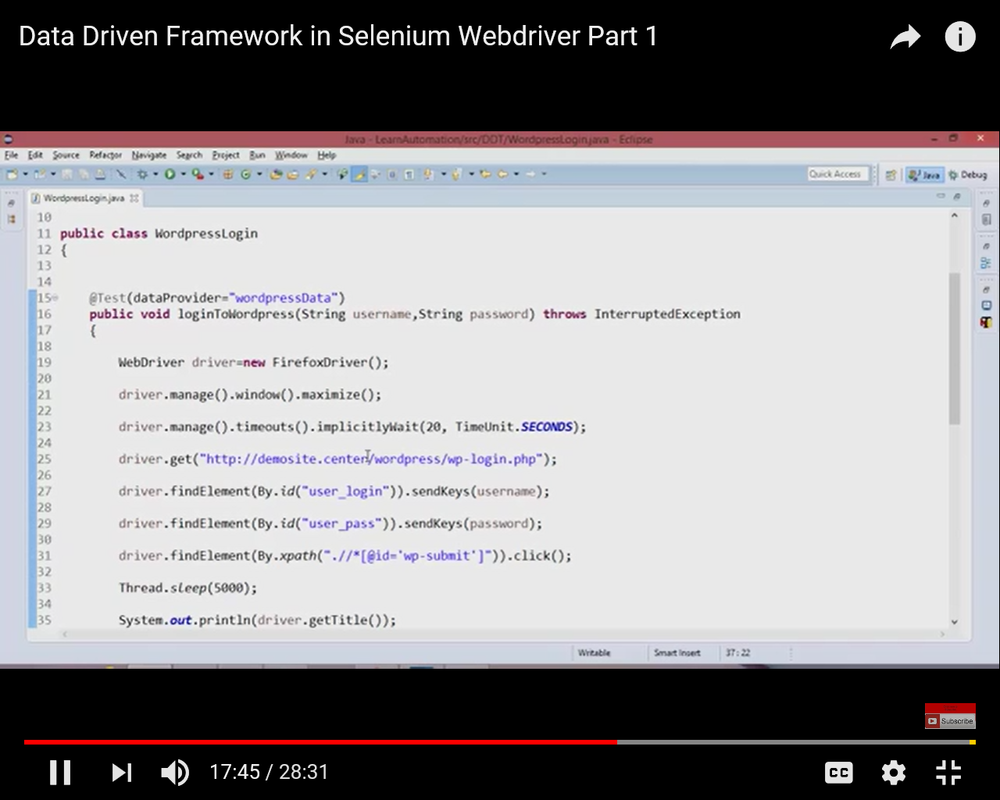 Data Driven Framework in Selenium Webdriver Part 1
Java - LearnAutomation/src/DDT/WordpressLogin.java - Eclipse
File Edit Source Refactor Navigate Search Project Run Window Help
Quick Access Java Debug
WordpressLogin.java
10
11 public class WordpressLogin
12 {
13
14
15 @Test(dataProvider="wordpressData")
16 public void loginToWordpress(String username,String password) throws InterruptedException
17 {
18
19 WebDriver driver=new FirefoxDriver();
20
21 driver.manage().window().maximize();
22
23 driver.manage().timeouts().implicitlyWait(20, TimeUnit.SECONDS);
24
25 driver.get("http://demosite.center/wordpress/wp-login.php");
26
27 driver.findElement(By.id("user_login")).sendKeys(username);
28
29 driver.findElement(By.id("user_pass")).sendKeys(password);
30
31 driver.findElement(By.xpath(".//*[@id='wp-submit']")).click();
32
33 Thread.sleep(5000);
34
35 System.out.println(driver.getTitle());
Writable Smart Insert 37 : 22
Subscribe
17:45 / 28:31
CC